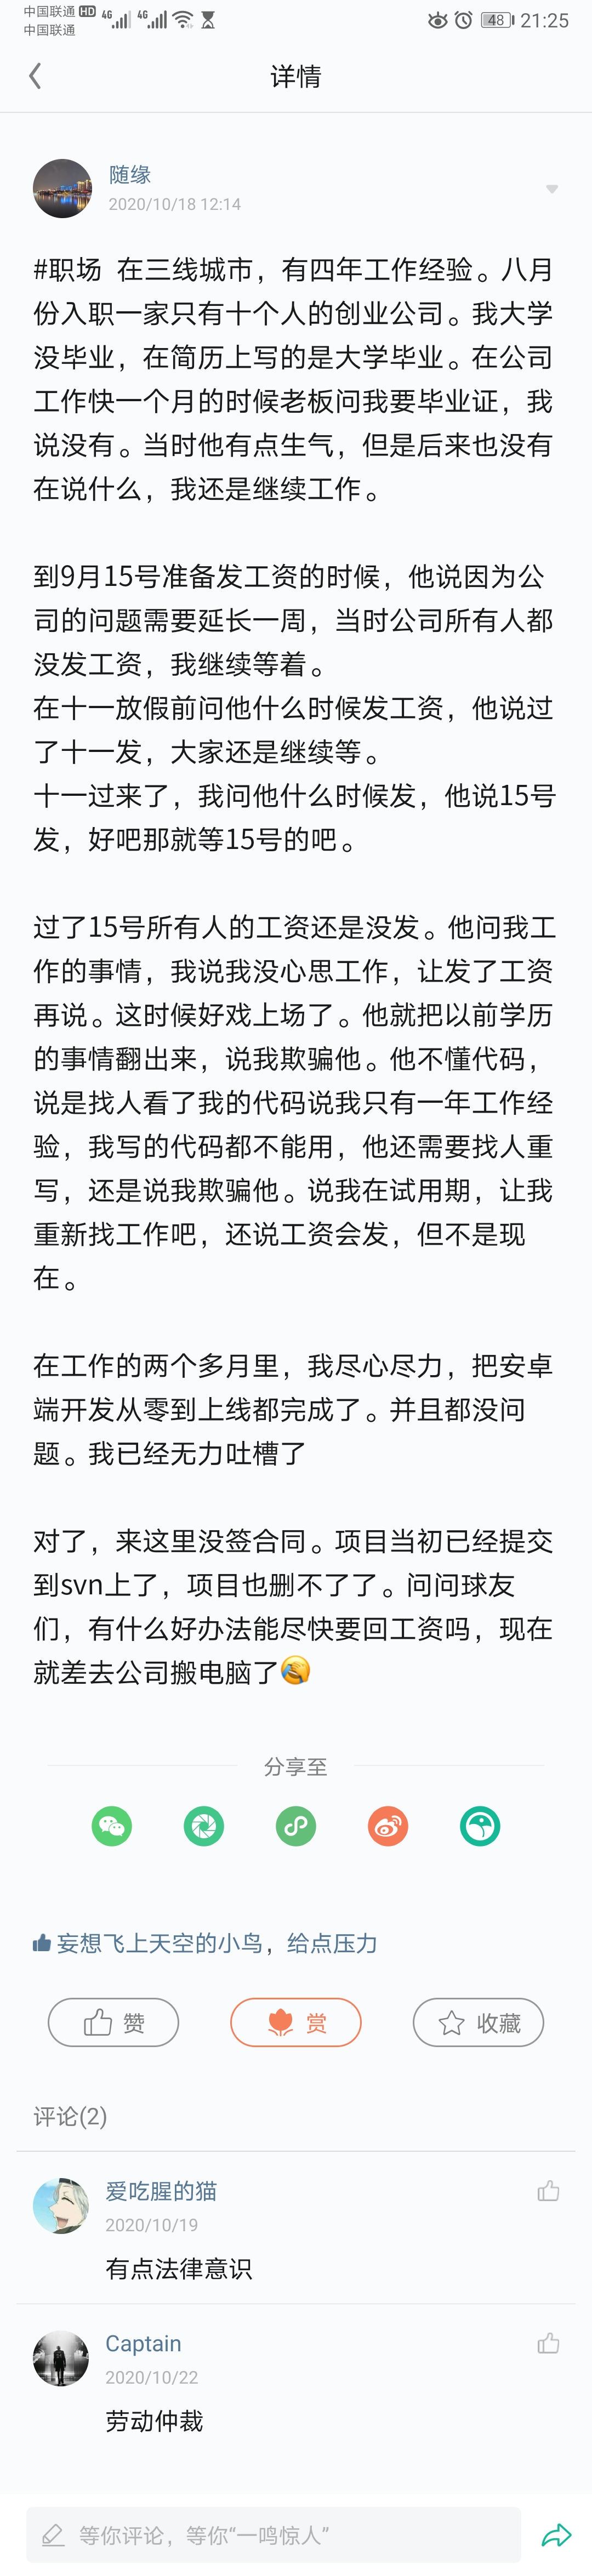 中国联通 HD 4G 4G 48 21:25
中国联通
详情
随缘
2020/10/18 12:14
#职场 在三线城市，有四年工作经验。八月
份入职一家只有十个人的创业公司。我大学
没毕业，在简历上写的是大学毕业。在公司
工作快一个月的时候老板问我要毕业证，我
说没有。当时他有点生气，但是后来也没有
在说什么，我还是继续工作。
到9月15号准备发工资的时候，他说因为公
司的问题需要延长一周，当时公司所有人都
没发工资，我继续等着。
在十一放假前问他什么时候发工资，他说过
了十一发，大家还是继续等。
十一过来了，我问他什么时候发，他说15号
发，好吧那就等15号的吧。
过了15号所有人的工资还是没发。他问我工
作的事情，我说我没心思工作，让发了工资
再说。这时候好戏上场了。他就把以前学历
的事情翻出来，说我欺骗他。他不懂代码，
说是找人看了我的代码说我只有一年工作经
验，我写的代码都不能用，他还需要找人重
写，还是说我欺骗他。说我在试用期，让我
重新找工作吧，还说工资会发，但不是现
在。
在工作的两个多月里，我尽心尽力，把安卓
端开发从零到上线都完成了。并且都没问
题。我已经无力吐槽了
对了，来这里没签合同。项目当初已经提交
到svn上了，项目也删不了了。问问球友
们，有什么好办法能尽快要回工资吗，现在
就差去公司搬电脑了🤣
分享至
妄想飞上天空的小鸟，给点压力
赞 赏 收藏
评论(2)
爱吃腥的猫
2020/10/19
有点法律意识
Captain
2020/10/22
劳动仲裁
等你评论，等你“一鸣惊人”